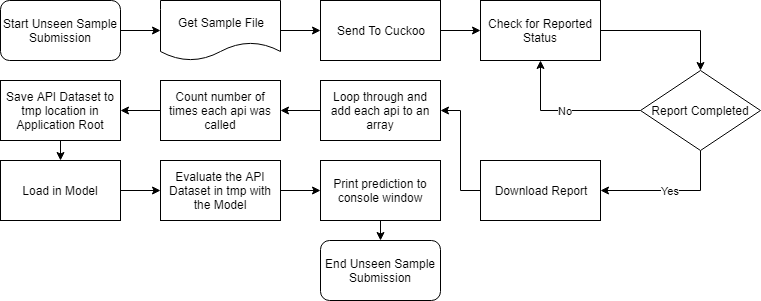 Start Unseen Sample
Submission
Get Sample File
Send To Cuckoo
Check for Reported
Status
Report Completed
No
Yes
Download Report
Loop through and
add each api to an
array
Count number of
times each api was
called
Save API Dataset to
tmp location in
Application Root
Load in Model
Evaluate the API
Dataset in tmp with
the Model
Print prediction to
console window
End Unseen Sample
Submission